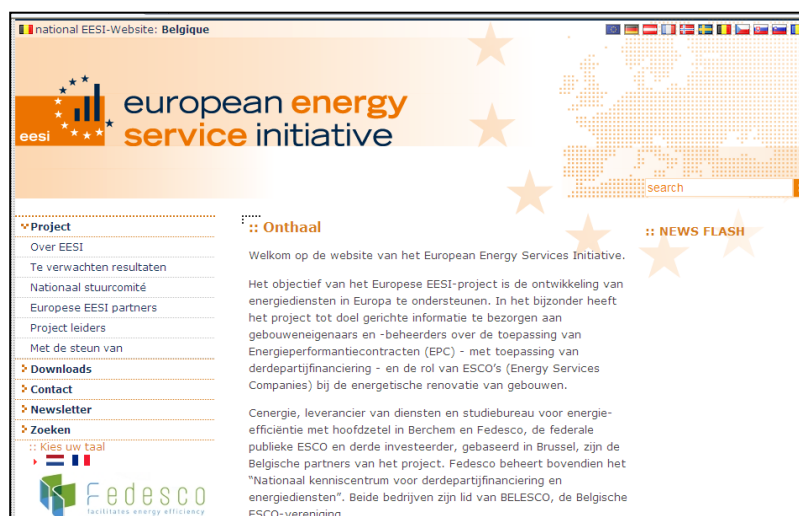 national EESI-Website: Belgique
eesi
european energy
service initiative
search
Project
Over EESI
Te verwachten resultaten
Nationaal stuurcomité
Europese EESI partners
Project leiders
Met de steun van
Downloads
Contact
Newsletter
Zoeken
:: Kies uw taal
Fedesco
facilitates energy efficiency
:: Onthaal
Welkom op de website van het European Energy Services Initiative.
Het objectief van het Europese EESI-project is de ontwikkeling van
energiediensten in Europa te ondersteunen. In het bijzonder heeft
het project tot doel gerichte informatie te bezorgen aan
gebouweneigenaars en -beheerders over de toepassing van
Energieperformantiecontracten (EPC) - met toepassing van
derdepartijfinanciering - en de rol van ESCO's (Energy Services
Companies) bij de energetische renovatie van gebouwen.
Cenergie, leverancier van diensten en studiebureau voor energie-
efficiëntie met hoofdzetel in Berchem en Fedesco, de federale
publieke ESCO en derde investeerder, gebaseerd in Brussel, zijn de
Belgische partners van het project. Fedesco beheert bovendien het
"Nationaal kenniscentrum voor derdepartijfinanciering en
energiediensten". Beide bedrijven zijn lid van BELESCO, de Belgische
ESCO-vereniging
:: NEWS FLASH